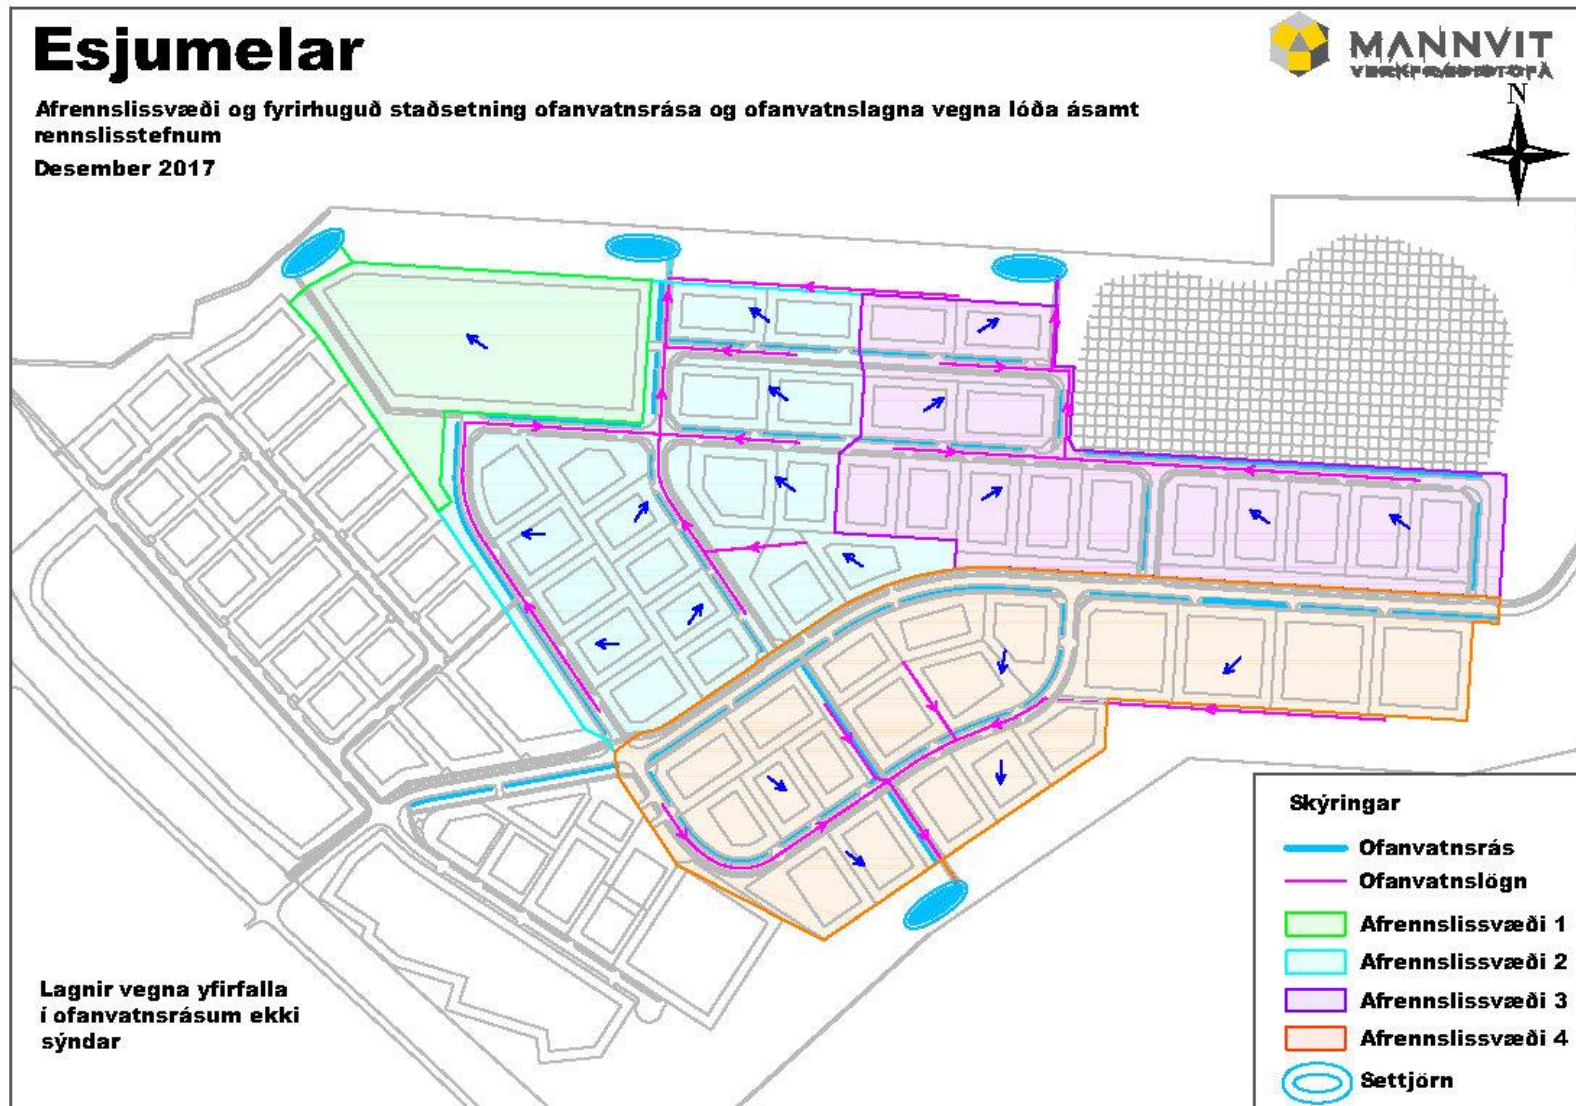 Esjumelar
MANNVIT
VERKFRÆÐISTOFA
N
Afrennslissvæði og fyrirhuguð staðsetning ofanvatnsrása og ofanvatnslagna vegna lóða ásamt
rennslisstefnum
Desember 2017
Skýringar
Ofanvatnsrás
Ofanvatnslögn
Afrennslissvæði 1
Afrennslissvæði 2
Afrennslissvæði 3
Afrennslissvæði 4
Settjörn
Lagnir vegna yfirfalla
í ofanvatnsrásum ekki
sýndar